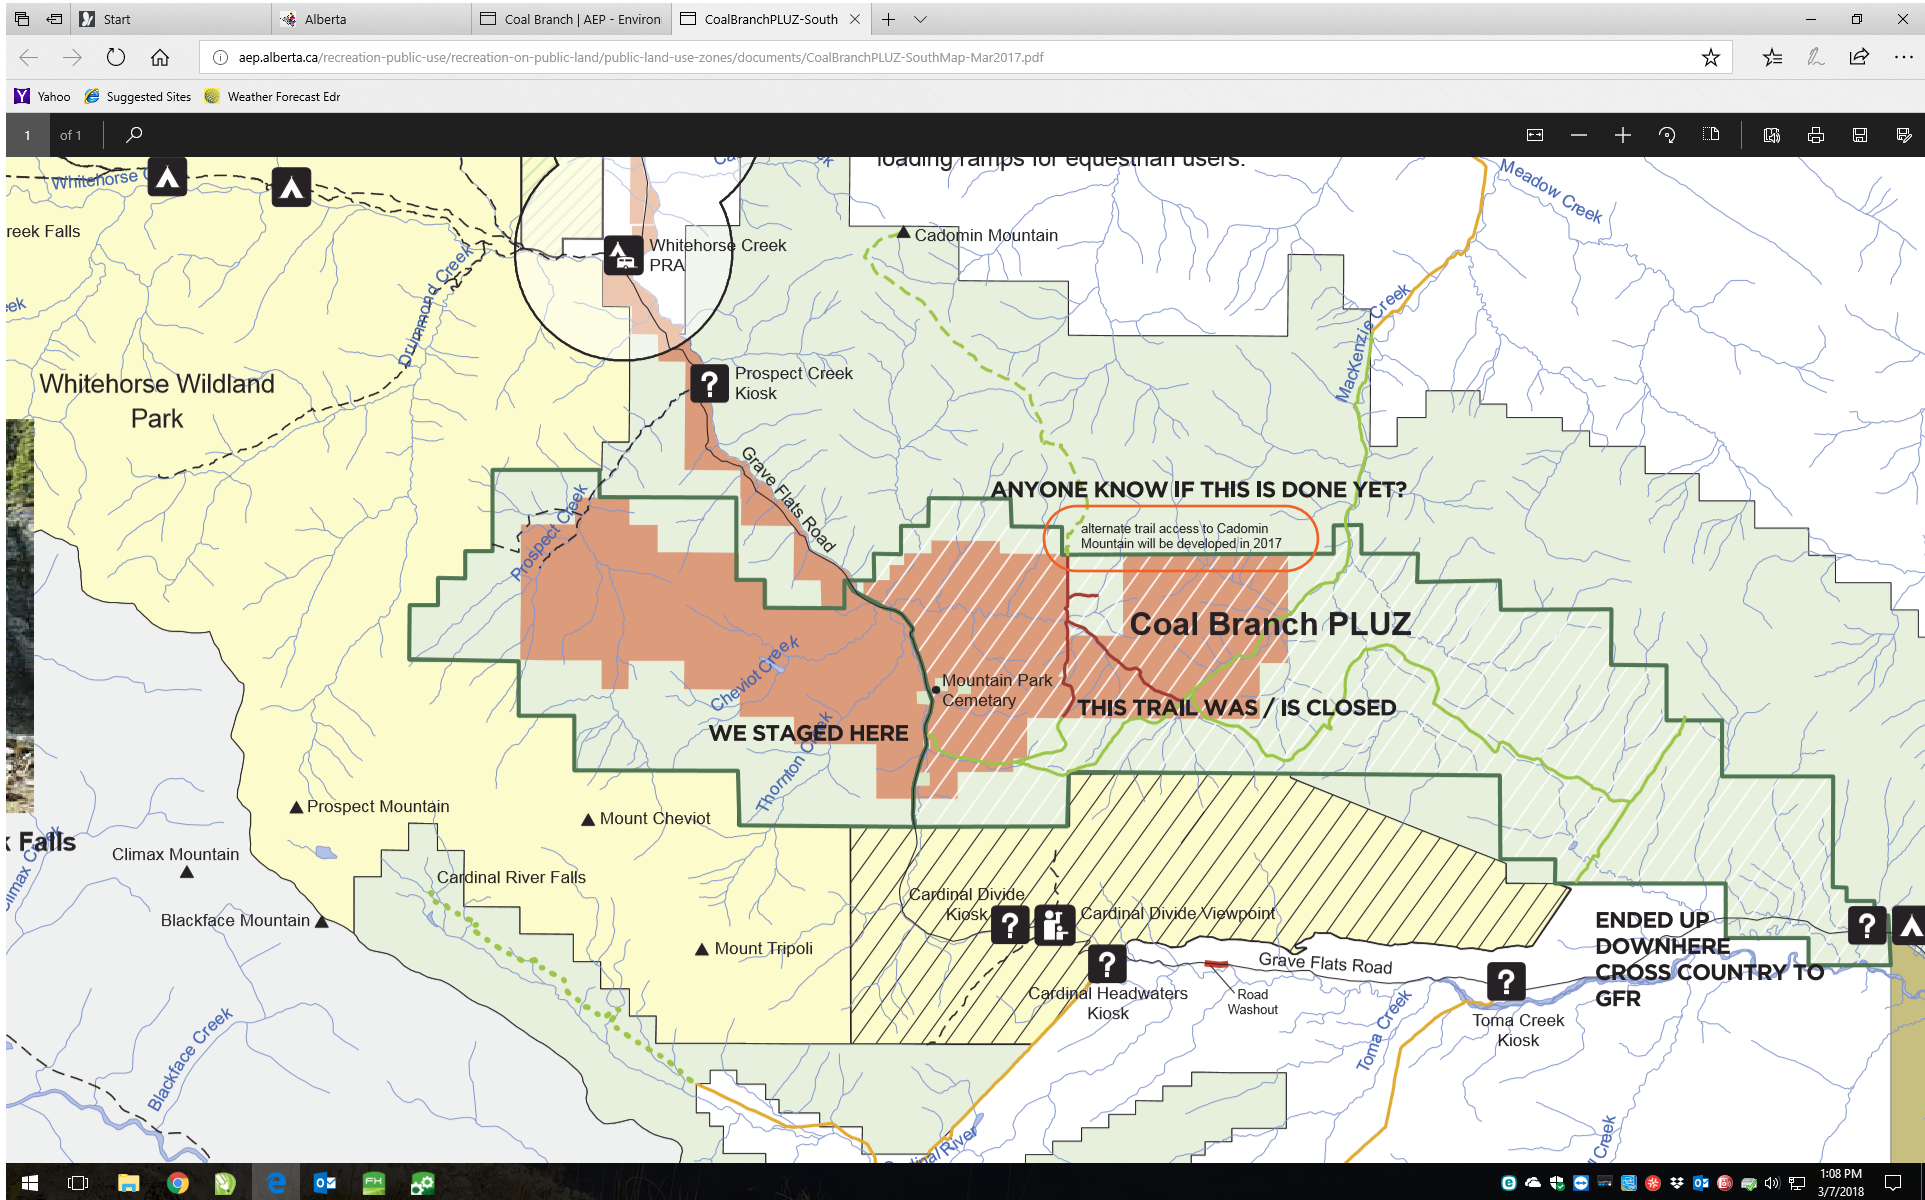 Start
Alberta
Coal Branch | AEP - Environ
CoalBranchPLUZ-South
aep.alberta.ca/recreation-public-use/recreation-on-public-land/public-land-use-zones/documents/CoalBranchPLUZ-SouthMap-Mar2017.pdf
Yahoo
Suggested Sites
Weather Forecast Edr
1
of 1
loading ramps for equestrian users.
Whitehorse C
Meadow Creek
reek Falls
Cadomin Mountain
Whitehorse Creek
PRA
Drummond Creek
eek
MacKenzie Creek
Whitehorse Wildland
Park
Prospect Creek
Kiosk
Grave Flats Road
ANYONE KNOW IF THIS IS DONE YET?
alternate trail access to Cadomin
Mountain will be developed in 2017
Prospect Creek
Coal Branch PLUZ
Cheviot Creek
Mountain Park
Cemetary
THIS TRAIL WAS / IS CLOSED
WE STAGED HERE
Thornton Creek
Prospect Mountain
Mount Cheviot
k Falls
Climax Creek
Climax Mountain
Cardinal River Falls
Blackface Mountain
Cardinal Divide
Kiosk
Cardinal Divide Viewpoint
ENDED UP
DOWNHERE
CROSS COUNTRY TO
GFR
Mount Tripoli
Grave Flats Road
Cardinal Headwaters
Kiosk
Road
Washout
Toma Creek
Toma Creek
Kiosk
Blackface Creek
Cardinal River
l Creek
1:08 PM
3/7/2018